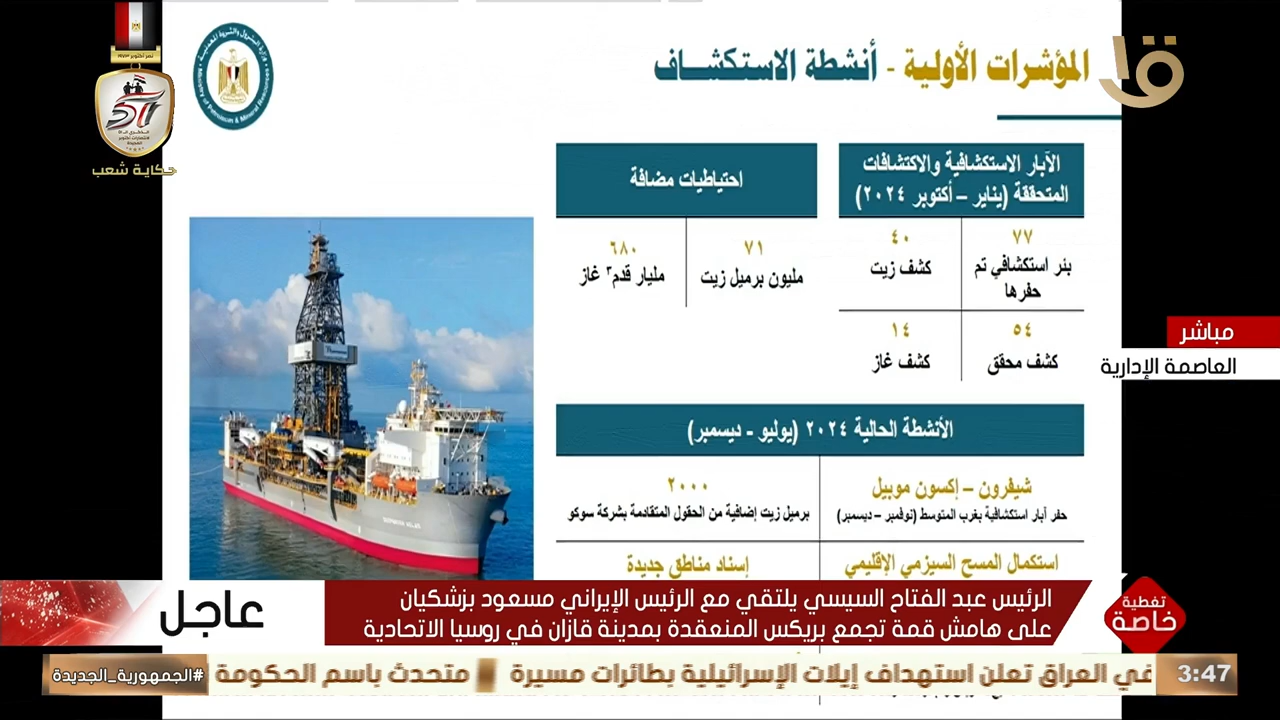 المؤشرات الأولية - أنشطة الاستكشاف
نصر أكتوبر ١٩٧٣
حكاية شعب
الآبار الاستكشافية والاكتشافات
المتحققة (يناير – أكتوبر ٢٠٢٤)
٧٧
بئر استكشافي تم
حفرها
٤٠
كشف زيت
٥٤
كشف محقق
١٤
كشف غاز
احتياطيات مضافة
٧١
مليون برميل زيت
٦٨٠
مليار قدم٣ غاز
الأنشطة الحالية ٢٠٢٤ (يوليو - ديسمبر)
شيفرون – إكسون موبيل
حفر آبار استكشافية بغرب المتوسط (نوفمبر – ديسمبر)
٢٠٠٠
برميل زيت إضافية من الحقول المتقادمة بشركة سوكو
استكمال المسح السيزمي الإقليمي
إسناد مناطق جديدة
مباشر
العاصمة الإدارية
عاجل
الرئيس عبد الفتاح السيسي يلتقي مع الرئيس الإيراني مسعود بزشكيان
على هامش قمة تجمع بريكس المنعقدة بمدينة قازان في روسيا الاتحادية
تغطية
خاصة
3:47
في العراق تعلن استهداف إيلات الإسرائيلية بطائرات مسيرة
متحدث باسم الحكومة
#الجمهورية_الجديدة